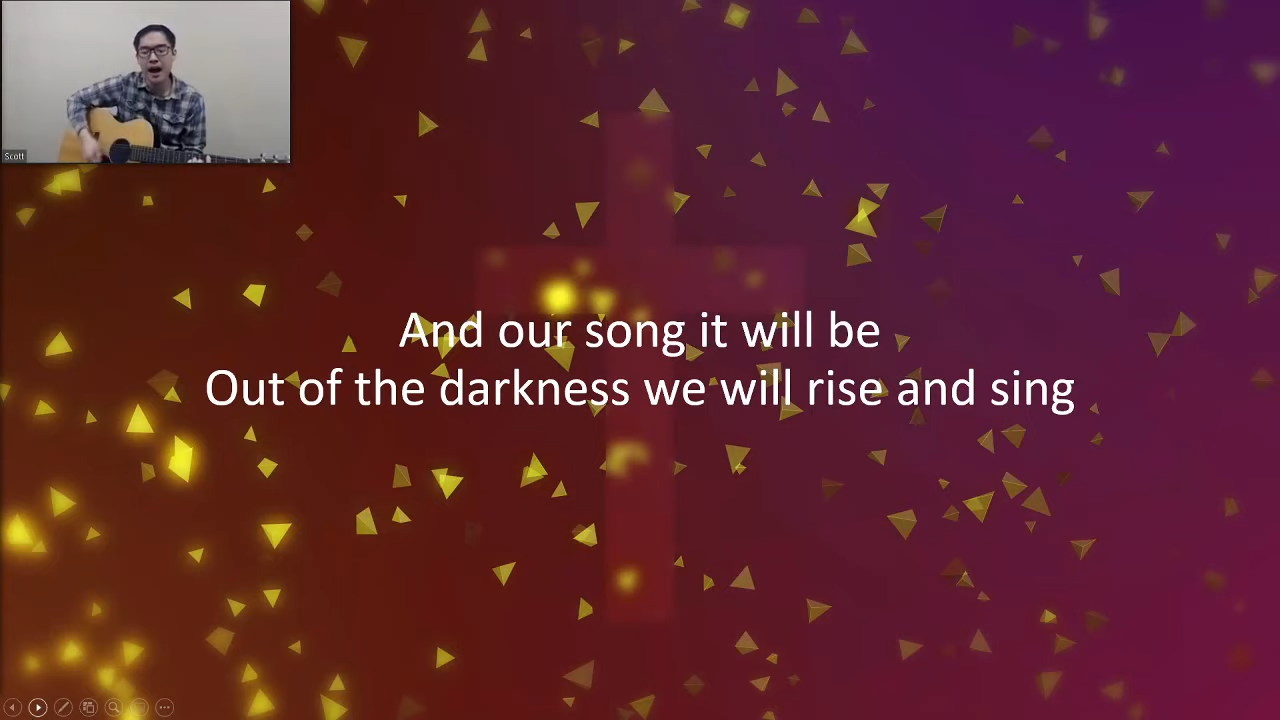 Scott
And our song it will be
Out of the darkness we will rise and sing